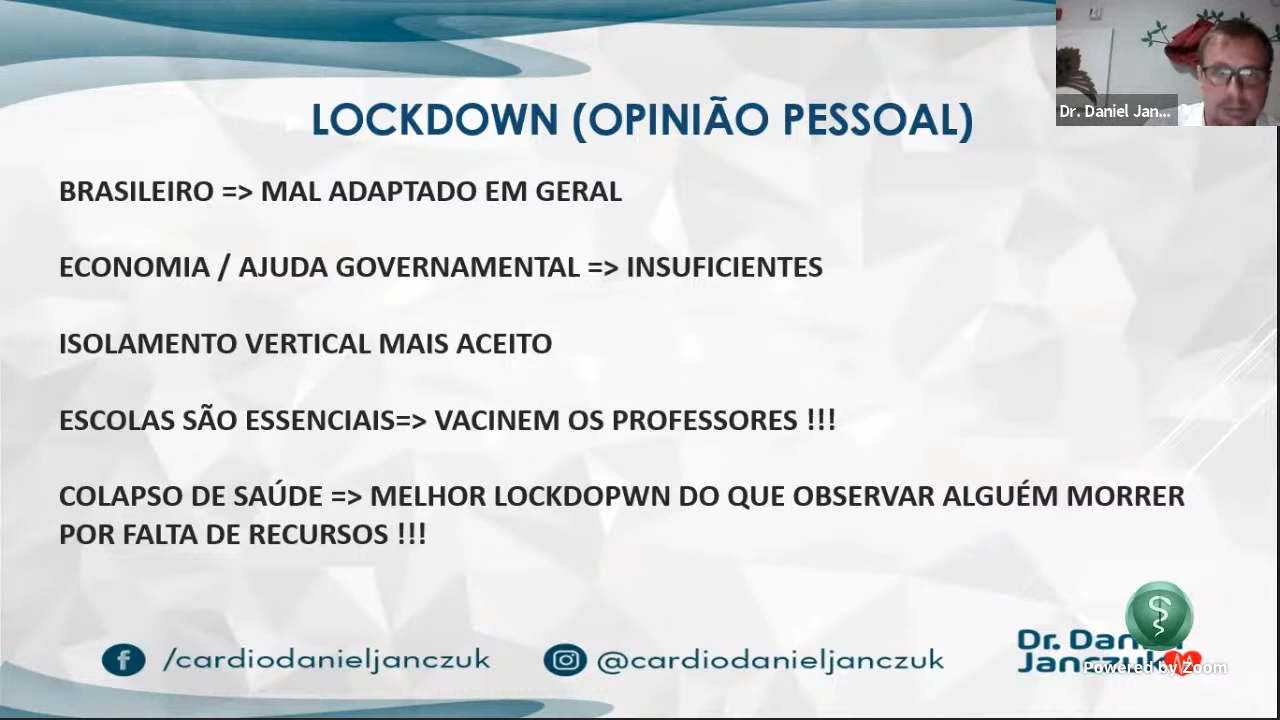 LOCKDOWN (OPINIÃO PESSOAL)
Dr. Daniel Jan...
BRASILEIRO => MAL ADAPTADO EM GERAL
ECONOMIA / AJUDA GOVERNAMENTAL => INSUFICIENTES
ISOLAMENTO VERTICAL MAIS ACEITO
ESCOLAS SÃO ESSENCIAIS=> VACINEM OS PROFESSORES !!!
COLAPSO DE SAÚDE => MELHOR LOCKDOPWN DO QUE OBSERVAR ALGUÉM MORRER
POR FALTA DE RECURSOS !!!
/cardiodanieljanczuk
@cardiodanieljanczuk
Dr.
Powered by Zoom